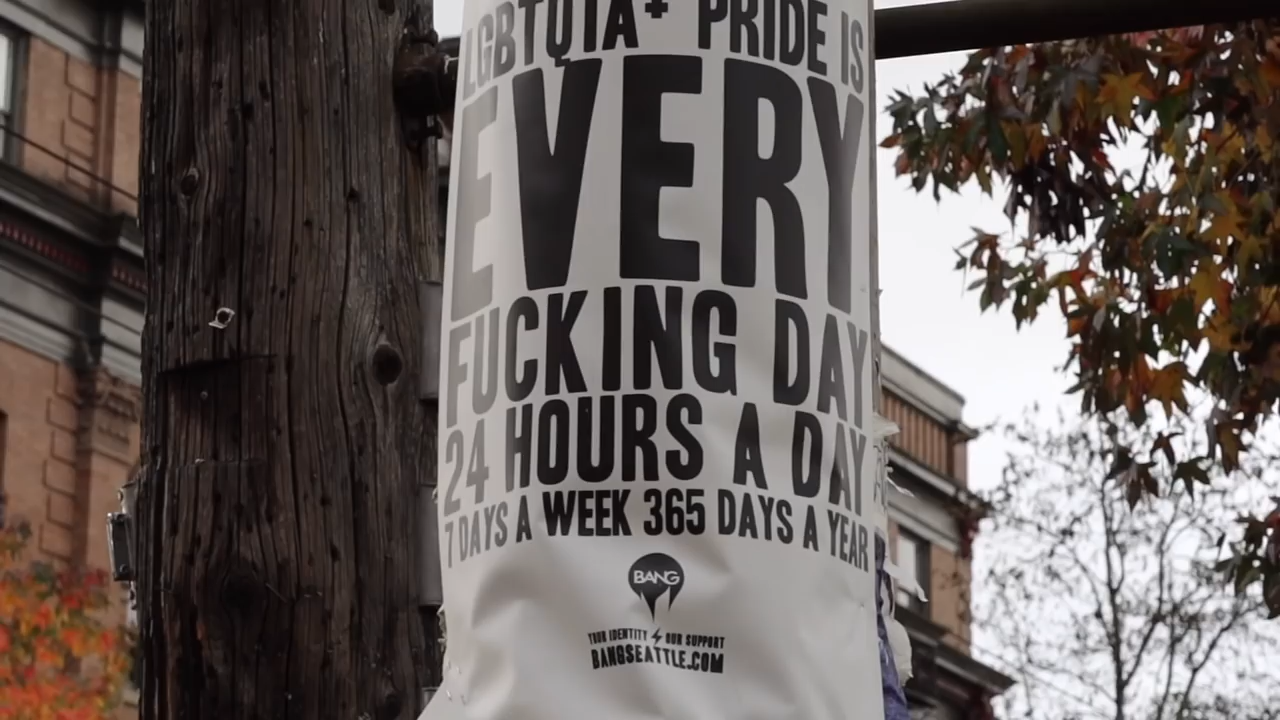 LGBTQIA+ PRIDE IS
EVERY
FUCKING DAY
24 HOURS A DAY
7 DAYS A WEEK 365 DAYS A YEAR
BANG
YOUR IDENTITY OUR SUPPORT
BANGSEATTLE.COM